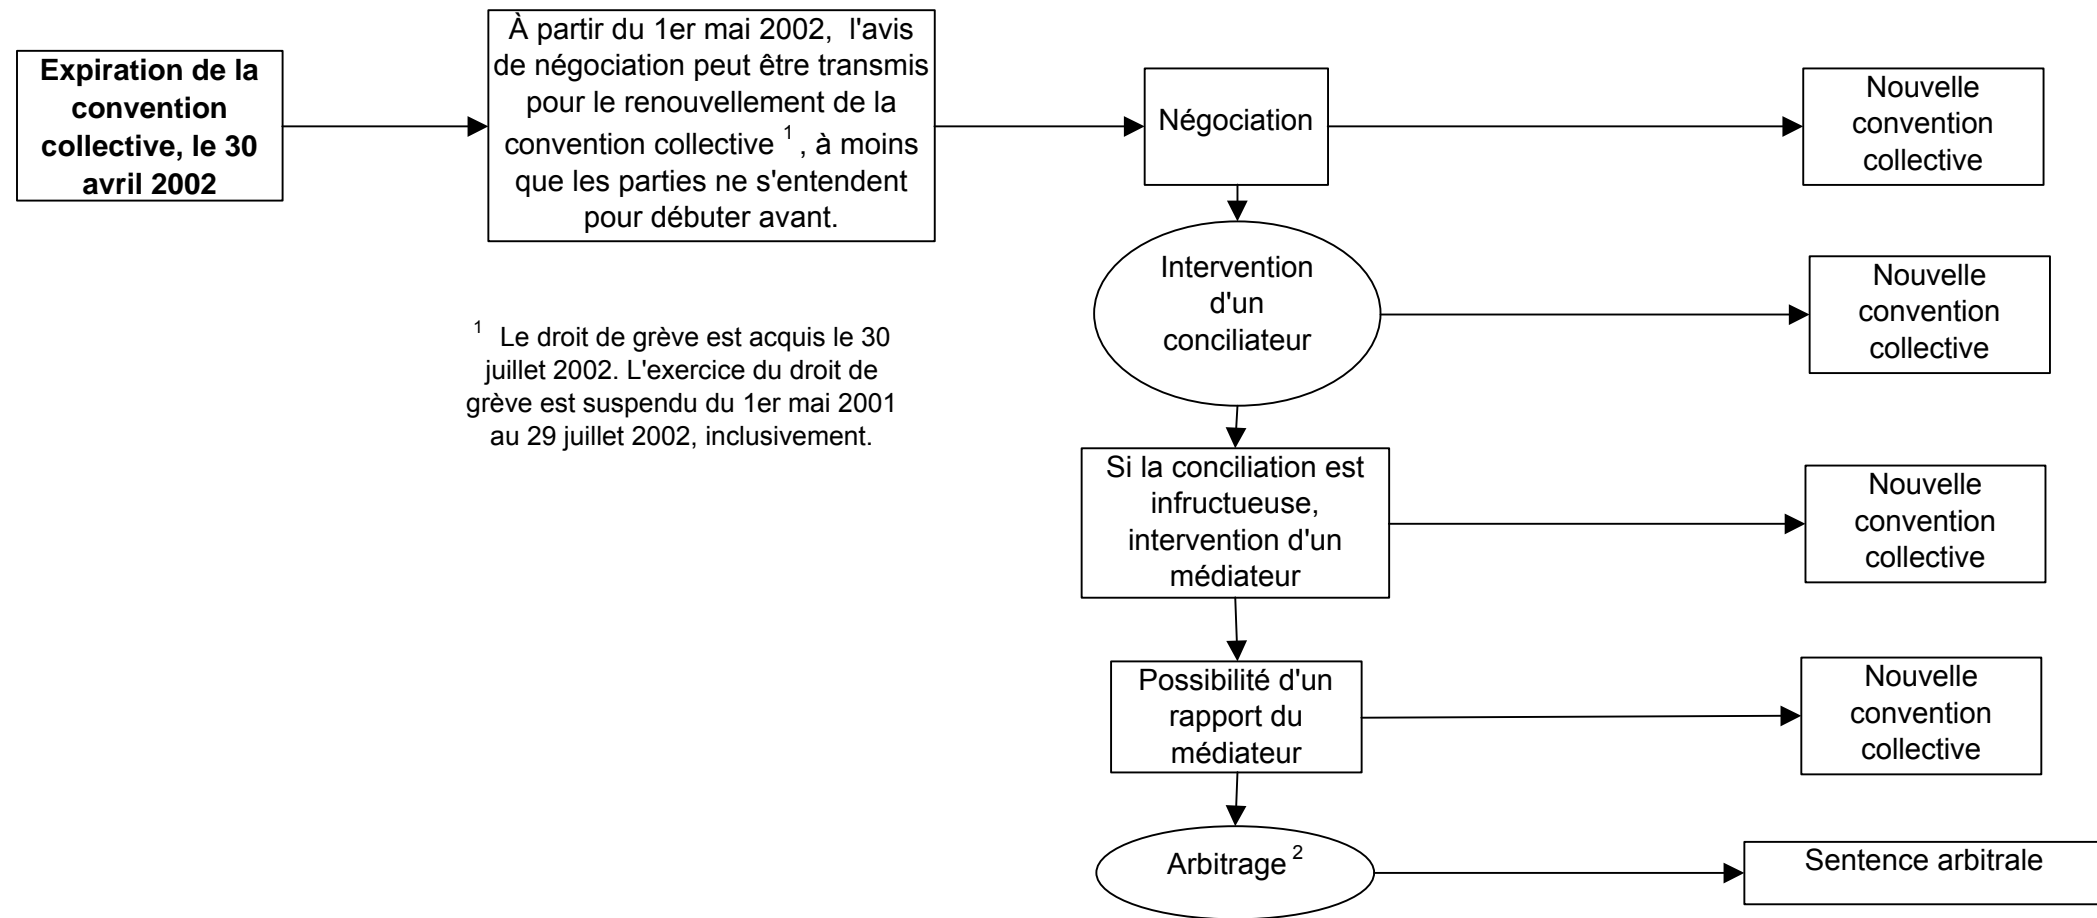 Expiration de la
convention
collective, le 30
avril 2002
À partir du 1er mai 2002, l'avis
de négociation peut être transmis
pour le renouvellement de la
convention collective 1 , à moins
que les parties ne s'entendent
pour débuter avant.
Négociation
Nouvelle
convention
collective
1 Le droit de grève est acquis le 30
juillet 2002. L'exercice du droit de
grève est suspendu du 1er mai 2001
au 29 juillet 2002, inclusivement.
Intervention
d'un
conciliateur
Nouvelle
convention
collective
Si la conciliation est
infructueuse,
intervention d'un
médiateur
Nouvelle
convention
collective
Possibilité d'un
rapport du
médiateur
Nouvelle
convention
collective
Arbitrage 2
Sentence arbitrale